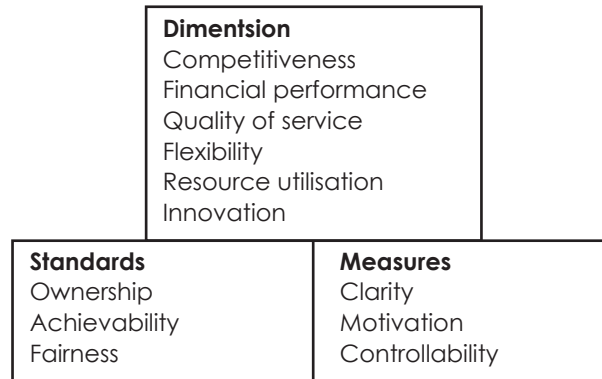 Dimentsion
Competitiveness
Financial performance
Quality of service
Flexibility
Resource utilisation
Innovation
Standards
Ownership
Achievability
Fairness
Measures
Clarity
Motivation
Controllability